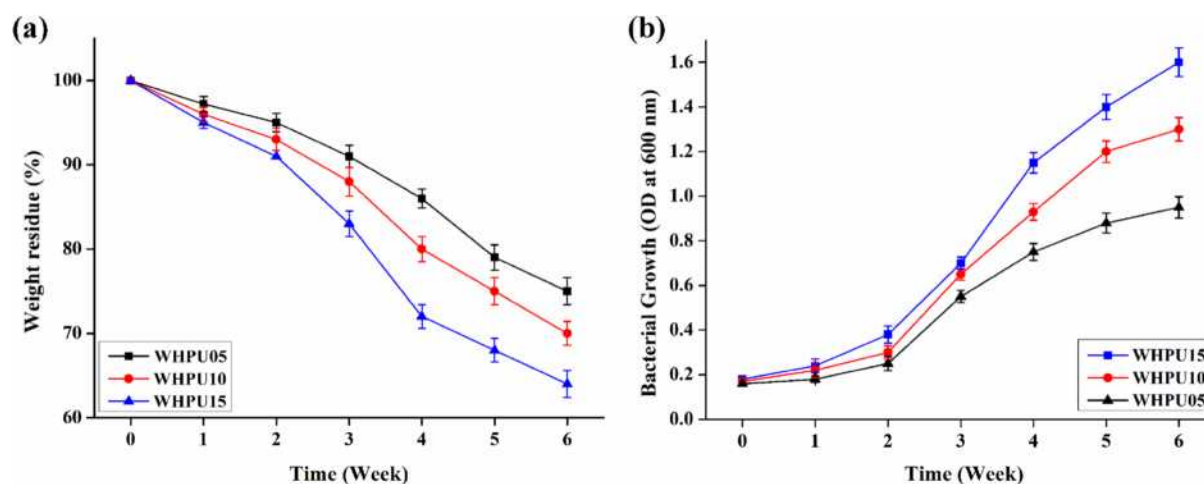 (a)
Weight residue (%)
100
90
80
70
60
WHPU05
WHPU10
WHPU15
0 1 2 3 4 5 6
Time (Week)
(b)
Bacterial Growth (OD at 600 nm)
1.6
1.4
1.2
1.0
0.8
0.6
0.4
0.2
0.0
WHPU15
WHPU10
WHPU05
0 1 2 3 4 5 6
Time (Week)